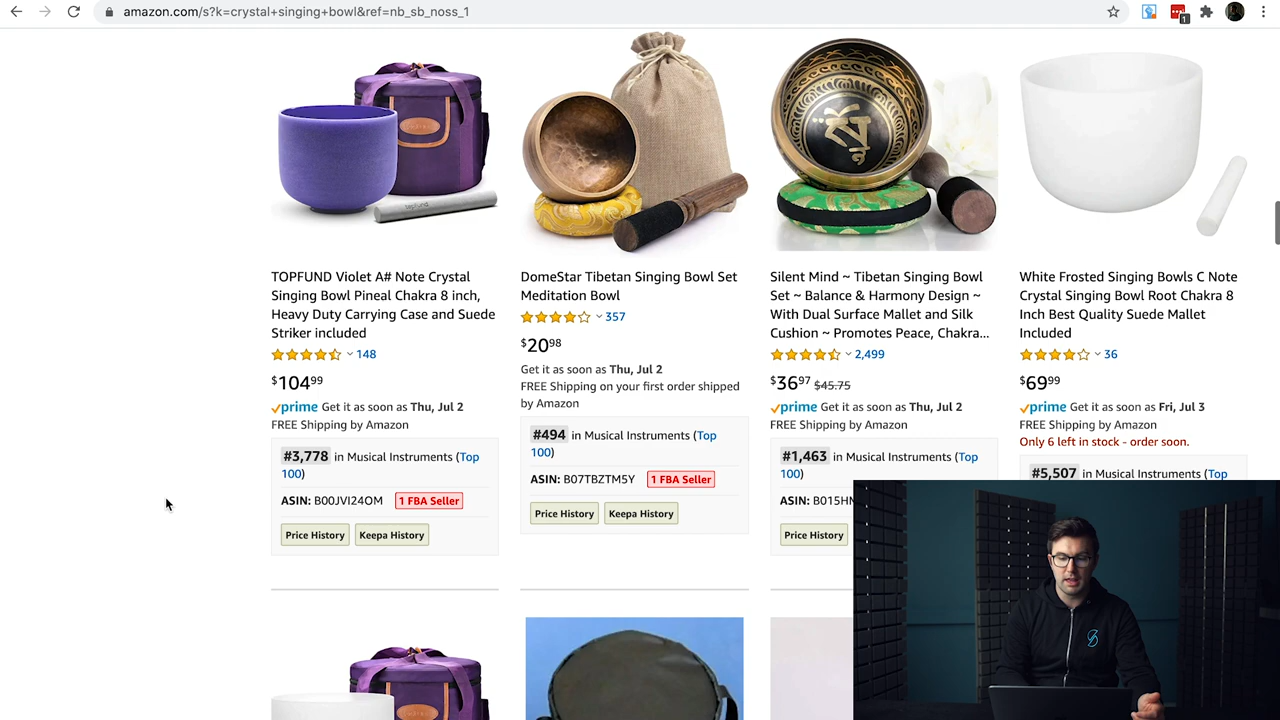 amazon.com/s?k=crystal+singing+bowl&ref=nb_sb_noss_1
1
TOPFUND Violet A# Note Crystal
Singing Bowl Pineal Chakra 8 inch,
Heavy Duty Carrying Case and Suede
Striker included
148
$10499
prime Get it as soon as Thu, Jul 2
FREE Shipping by Amazon
#3,778 in Musical Instruments (Top
100)
ASIN: B00JVI24OM 1 FBA Seller
Price History Keepa History
topfund
DomeStar Tibetan Singing Bowl Set
Meditation Bowl
357
$2098
Get it as soon as Thu, Jul 2
FREE Shipping on your first order shipped
by Amazon
#494 in Musical Instruments (Top
100)
ASIN: B07TBZTM5Y 1 FBA Seller
Price History Keepa History
Silent Mind ~ Tibetan Singing Bowl
Set ~ Balance & Harmony Design ~
With Dual Surface Mallet and Silk
Cushion ~ Promotes Peace, Chakra...
2,499
$3697 $45.75
prime Get it as soon as Thu, Jul 2
FREE Shipping by Amazon
#1,463 in Musical Instruments (Top
100)
ASIN: B015HN
Price History
White Frosted Singing Bowls C Note
Crystal Singing Bowl Root Chakra 8
Inch Best Quality Suede Mallet
Included
36
$6999
prime Get it as soon as Fri, Jul 3
FREE Shipping by Amazon
Only 6 left in stock - order soon.
#5,507 in Musical Instruments (Top